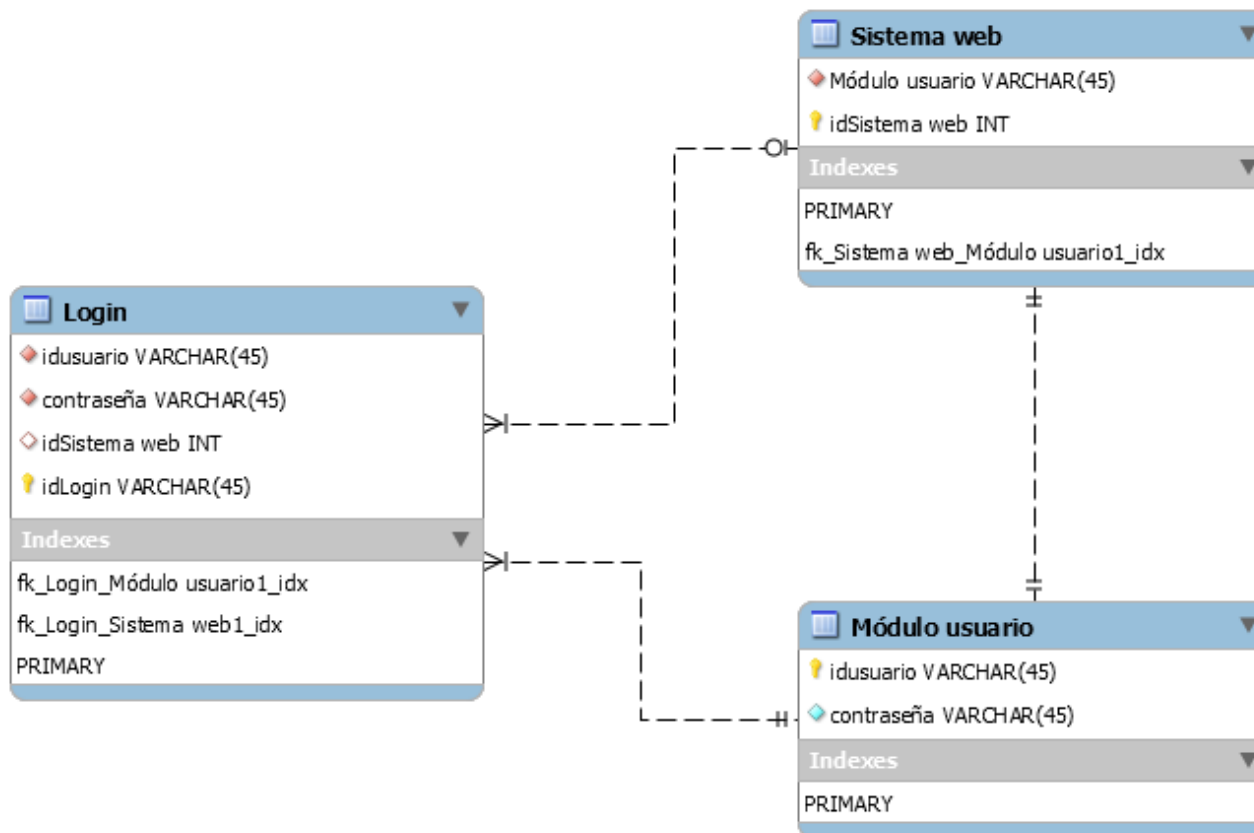 Sistema web
Módulo usuario VARCHAR(45)
idSistema web INT
Indexes
PRIMARY
fk_Sistema web_Módulo usuario1_idx
Login
idusuario VARCHAR(45)
contraseña VARCHAR(45)
idSistema web INT
idLogin VARCHAR(45)
Indexes
fk_Login_Módulo usuario1_idx
fk_Login_Sistema web1_idx
PRIMARY
Módulo usuario
idusuario VARCHAR(45)
contraseña VARCHAR(45)
Indexes
PRIMARY